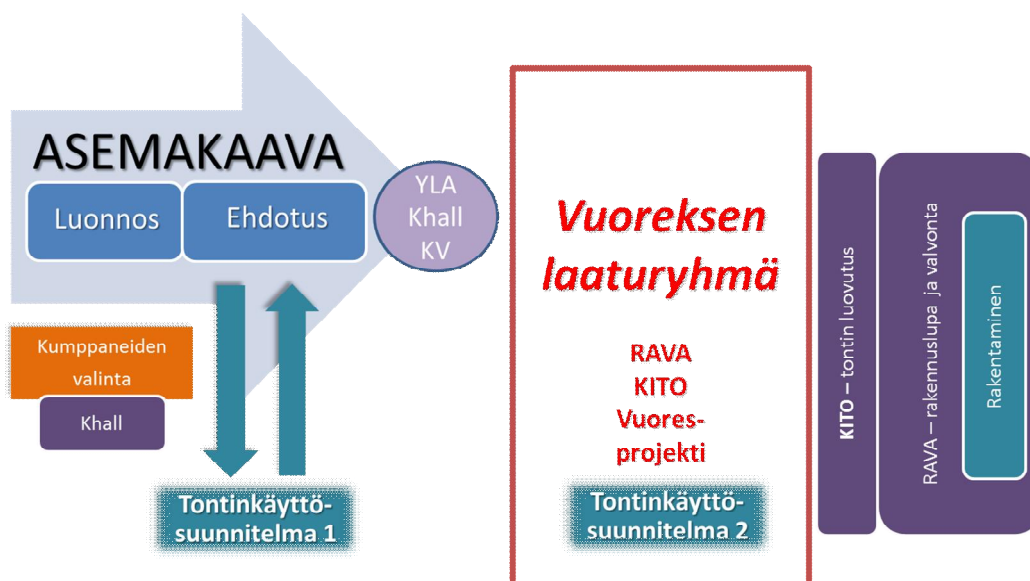 ASEMAKAAVA
Luonnos
Ehdotus
YLA
Khall
KV
Kumppaneiden
valinta
Khall
Tontinkäyttö-
suunnitelma 1
Vuoreksen
laaturyhmä
RAVA
KITO
Vuores-
projekti
Tontinkäyttö-
suunnitelma 2
KITO – tontin luovutus
RAVA – rakennuslupa ja valvonta
Rakentaminen